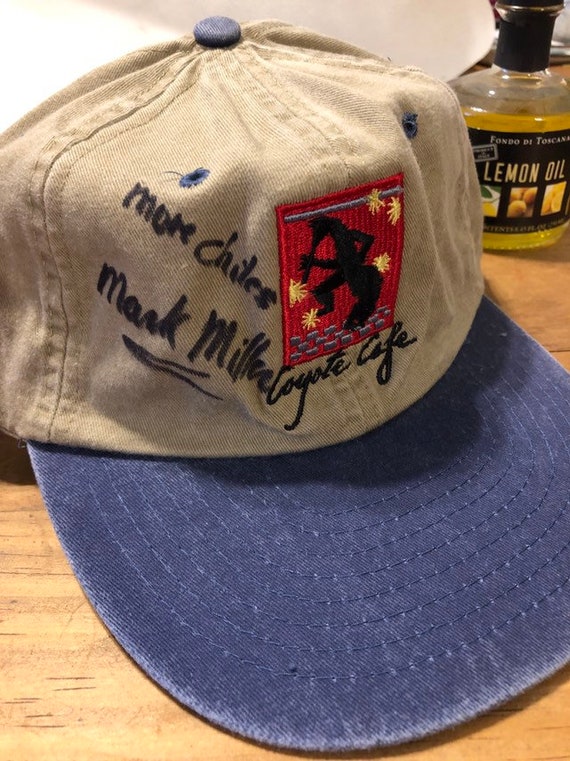 more chiles
Mark Miller
Coyote Cafe
FONDO DI TOSCANA
LEMON OIL